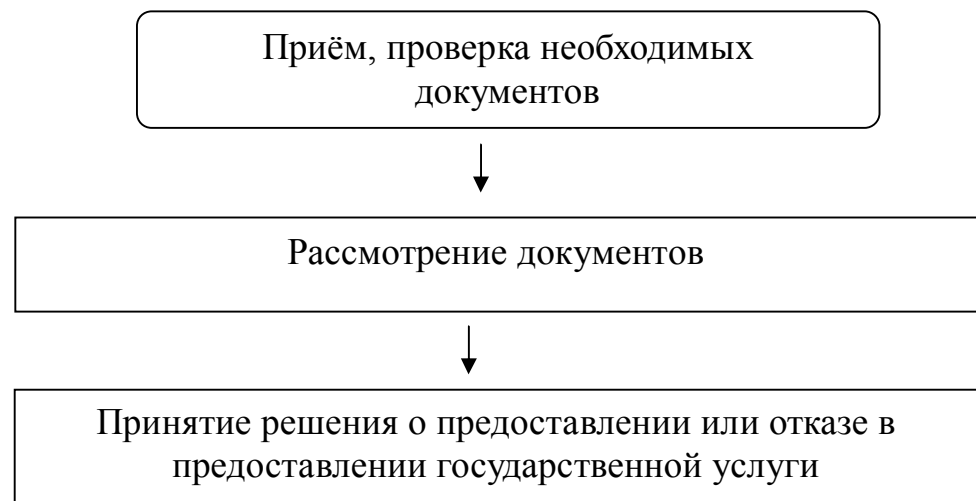 Приём, проверка необходимых
документов
Рассмотрение документов
Принятие решения о предоставлении или отказе в
предоставлении государственной услуги